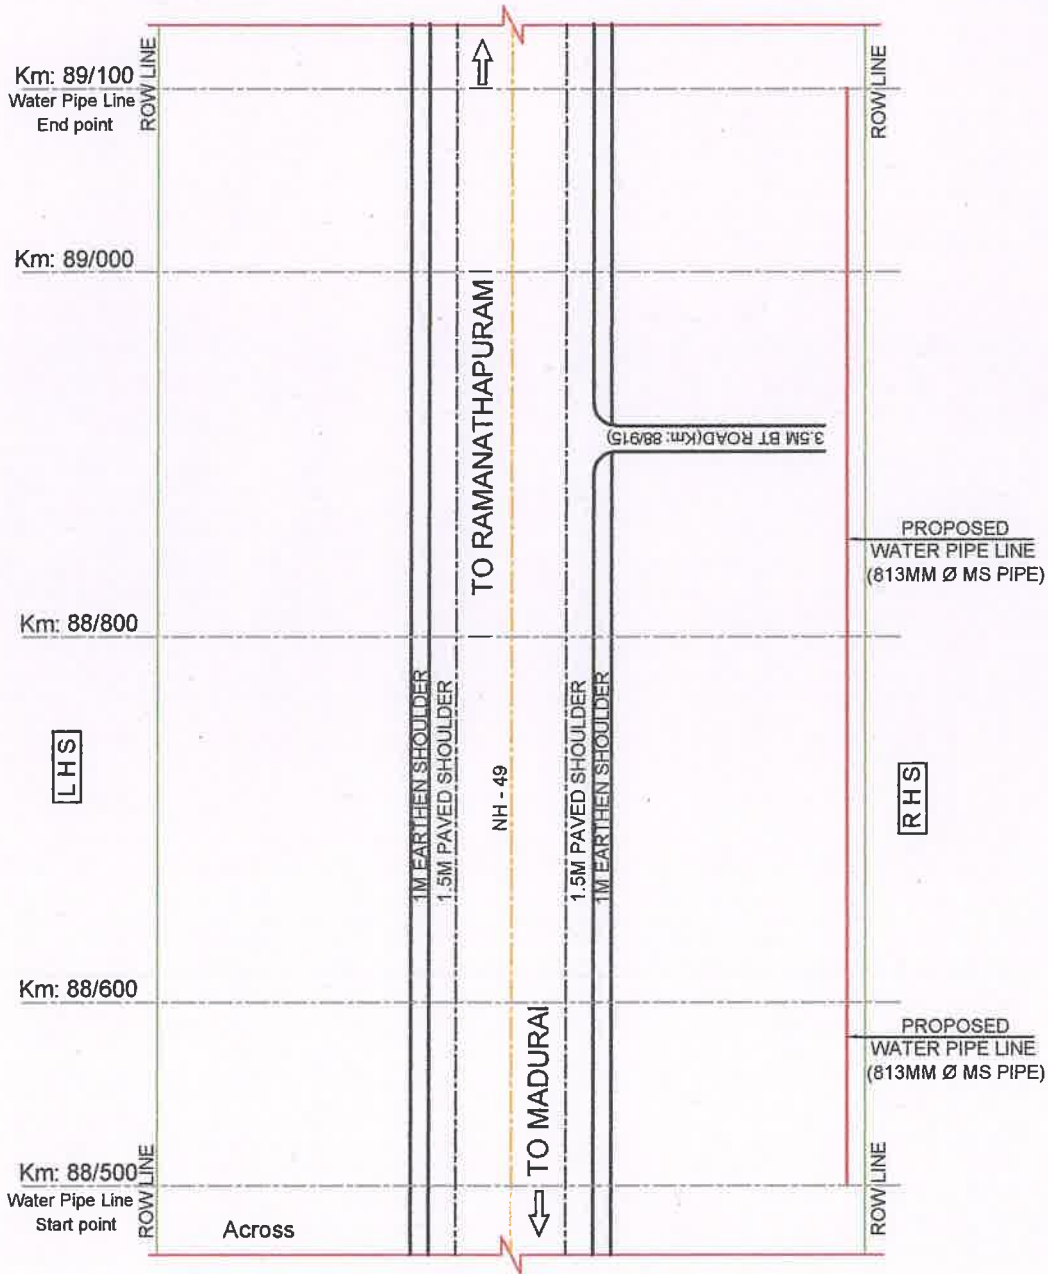 Km: 89/100
Water Pipe Line
End point
ROW LINE
ROW LINE
Km: 89/000
TO RAMANATHAPURAM
3.5M BT ROAD(Km: 88/915)
PROPOSED
WATER PIPE LINE
(813MM Ø MS PIPE)
Km: 88/800
LHS
1M EARTHEN SHOULDER
1.5M PAVED SHOULDER
NH - 49
1.5M PAVED SHOULDER
1M EARTHEN SHOULDER
RHS
Km: 88/600
TO MADURAI
PROPOSED
WATER PIPE LINE
(813MM Ø MS PIPE)
Km: 88/500
Water Pipe Line
Start point
ROW LINE
ROW LINE
Across